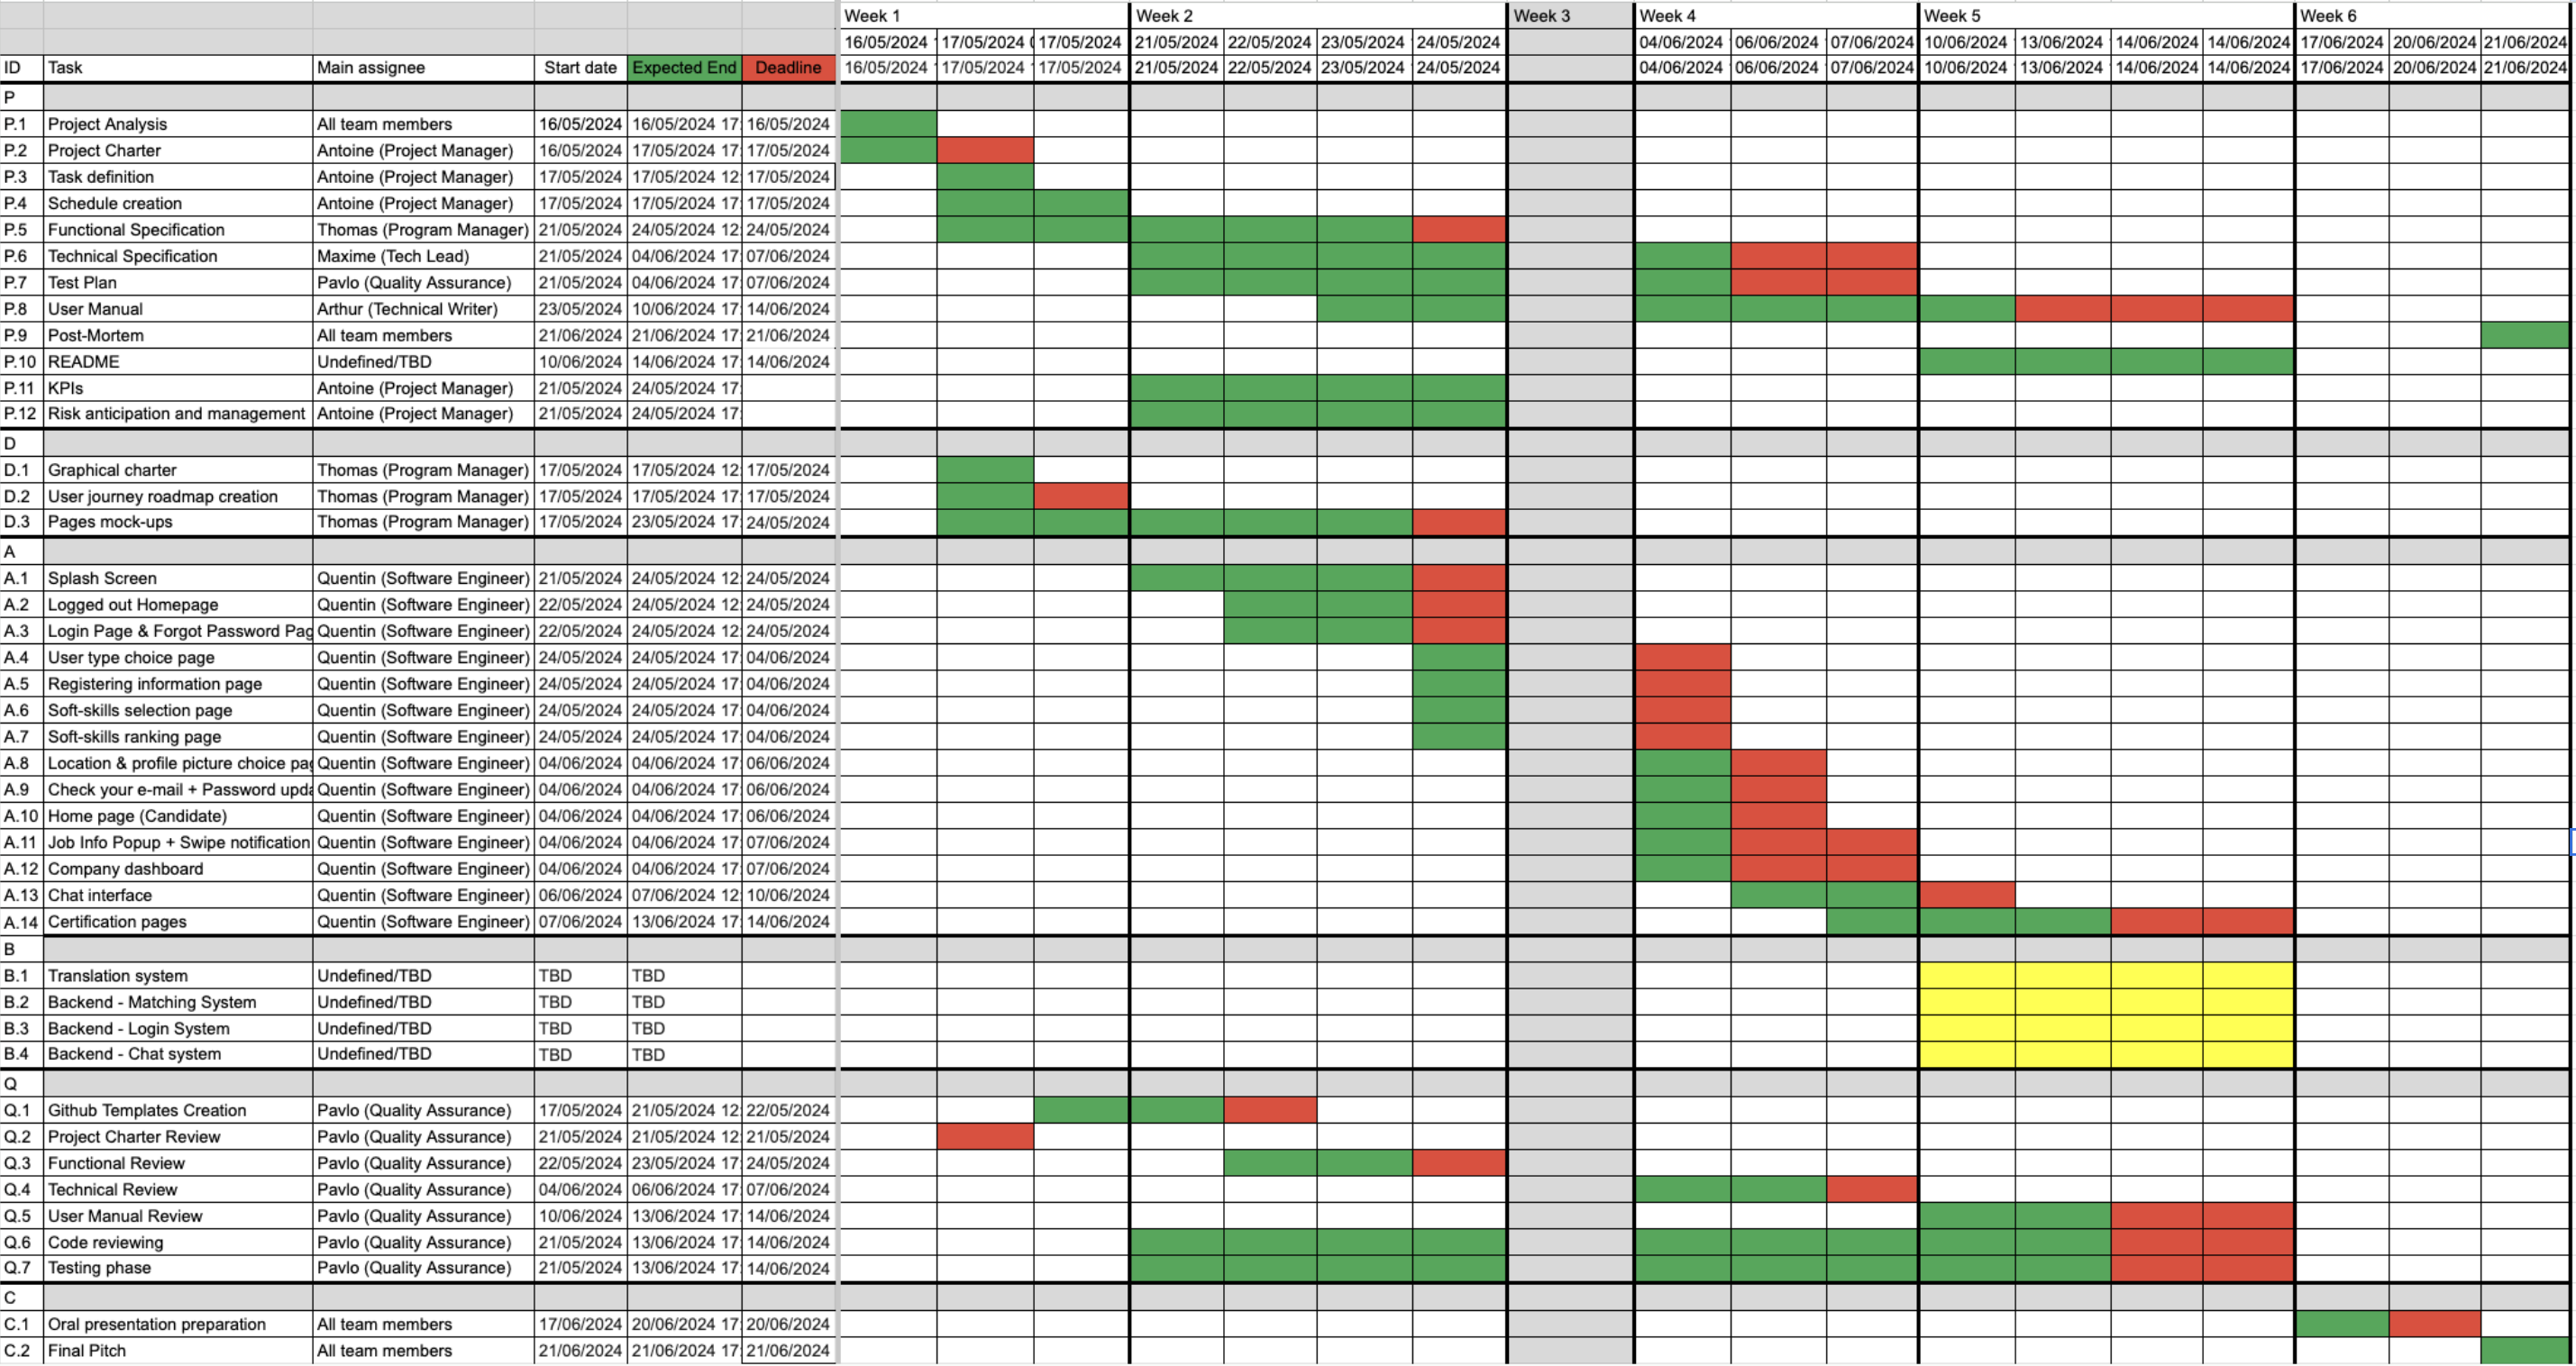 Week 1 Week 2 Week 3 Week 4 Week 5 Week 6
16/05/2024 17/05/2024 17/05/2024 21/05/2024 22/05/2024 23/05/2024 24/05/2024 04/06/2024 06/06/2024 07/06/2024 10/06/2024 13/06/2024 14/06/2024 14/06/2024 17/06/2024 20/06/2024 21/06/2024
ID Task Main assignee Start date Expected End Deadline 16/05/2024 17/05/2024 17/05/2024 21/05/2024 22/05/2024 23/05/2024 24/05/2024 04/06/2024 06/06/2024 07/06/2024 10/06/2024 13/06/2024 14/06/2024 14/06/2024 17/06/2024 20/06/2024 21/06/2024
P
P.1 Project Analysis All team members 16/05/2024 16/05/2024 17: 16/05/2024
P.2 Project Charter Antoine (Project Manager) 16/05/2024 17/05/2024 17: 17/05/2024
P.3 Task definition Antoine (Project Manager) 17/05/2024 17/05/2024 12: 17/05/2024
P.4 Schedule creation Antoine (Project Manager) 17/05/2024 17/05/2024 17: 17/05/2024
P.5 Functional Specification Thomas (Program Manager) 21/05/2024 24/05/2024 12: 24/05/2024
P.6 Technical Specification Maxime (Tech Lead) 21/05/2024 04/06/2024 17: 07/06/2024
P.7 Test Plan Pavlo (Quality Assurance) 21/05/2024 04/06/2024 17: 07/06/2024
P.8 User Manual Arthur (Technical Writer) 23/05/2024 10/06/2024 17: 14/06/2024
P.9 Post-Mortem All team members 21/06/2024 21/06/2024 17: 21/06/2024
P.10 README Undefined/TBD 10/06/2024 14/06/2024 17: 14/06/2024
P.11 KPIs Antoine (Project Manager) 21/05/2024 24/05/2024 17:
P.12 Risk anticipation and management Antoine (Project Manager) 21/05/2024 24/05/2024 17:
D
D.1 Graphical charter Thomas (Program Manager) 17/05/2024 17/05/2024 12: 17/05/2024
D.2 User journey roadmap creation Thomas (Program Manager) 17/05/2024 17/05/2024 17: 17/05/2024
D.3 Pages mock-ups Thomas (Program Manager) 17/05/2024 23/05/2024 17: 24/05/2024
A
A.1 Splash Screen Quentin (Software Engineer) 21/05/2024 24/05/2024 12: 24/05/2024
A.2 Logged out Homepage Quentin (Software Engineer) 22/05/2024 24/05/2024 12: 24/05/2024
A.3 Login Page & Forgot Password Pag Quentin (Software Engineer) 22/05/2024 24/05/2024 12: 24/05/2024
A.4 User type choice page Quentin (Software Engineer) 24/05/2024 24/05/2024 17: 04/06/2024
A.5 Registering information page Quentin (Software Engineer) 24/05/2024 24/05/2024 17: 04/06/2024
A.6 Soft-skills selection page Quentin (Software Engineer) 24/05/2024 24/05/2024 17: 04/06/2024
A.7 Soft-skills ranking page Quentin (Software Engineer) 24/05/2024 24/05/2024 17: 04/06/2024
A.8 Location & profile picture choice pag Quentin (Software Engineer) 04/06/2024 04/06/2024 17: 06/06/2024
A.9 Check your e-mail + Password upda Quentin (Software Engineer) 04/06/2024 04/06/2024 17: 06/06/2024
A.10 Home page (Candidate) Quentin (Software Engineer) 04/06/2024 04/06/2024 17: 06/06/2024
A.11 Job Info Popup + Swipe notification Quentin (Software Engineer) 04/06/2024 04/06/2024 17: 07/06/2024
A.12 Company dashboard Quentin (Software Engineer) 04/06/2024 04/06/2024 17: 07/06/2024
A.13 Chat interface Quentin (Software Engineer) 06/06/2024 07/06/2024 12: 10/06/2024
A.14 Certification pages Quentin (Software Engineer) 07/06/2024 13/06/2024 17: 14/06/2024
B
B.1 Translation system Undefined/TBD TBD TBD
B.2 Backend - Matching System Undefined/TBD TBD TBD
B.3 Backend - Login System Undefined/TBD TBD TBD
B.4 Backend - Chat system Undefined/TBD TBD TBD
Q
Q.1 Github Templates Creation Pavlo (Quality Assurance) 17/05/2024 21/05/2024 12: 22/05/2024
Q.2 Project Charter Review Pavlo (Quality Assurance) 21/05/2024 21/05/2024 12: 21/05/2024
Q.3 Functional Review Pavlo (Quality Assurance) 22/05/2024 23/05/2024 17: 24/05/2024
Q.4 Technical Review Pavlo (Quality Assurance) 04/06/2024 06/06/2024 17: 07/06/2024
Q.5 User Manual Review Pavlo (Quality Assurance) 10/06/2024 13/06/2024 17: 14/06/2024
Q.6 Code reviewing Pavlo (Quality Assurance) 21/05/2024 13/06/2024 17: 14/06/2024
Q.7 Testing phase Pavlo (Quality Assurance) 21/05/2024 13/06/2024 17: 14/06/2024
C
C.1 Oral presentation preparation All team members 17/06/2024 20/06/2024 17: 20/06/2024
C.2 Final Pitch All team members 21/06/2024 21/06/2024 17: 21/06/2024